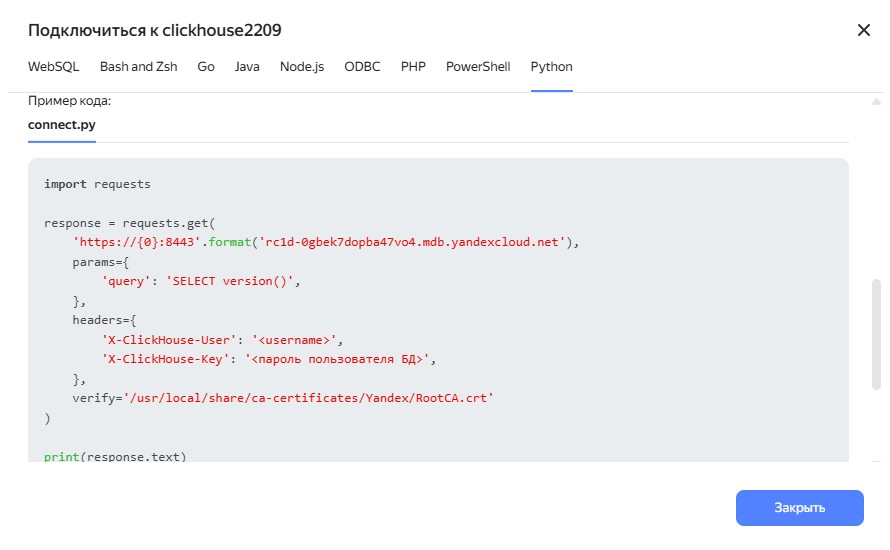 Подключиться к clickhouse2209
WebSQL Bash and Zsh Go Java Node.js ODBC PHP PowerShell Python
Пример кода:
connect.py
import requests
response = requests.get(
    'https://{0}:8443'.format('rc1d-0gbek7dopba47vo4.mdb.yandexcloud.net'),
    params={
        'query': 'SELECT version()',
    },
    headers={
        'X-ClickHouse-User': '<username>',
        'X-ClickHouse-Key': '<пароль пользователя БД>',
    },
    verify='/usr/local/share/ca-certificates/Yandex/RootCA.crt'
)
print(response.text)
Закрыть